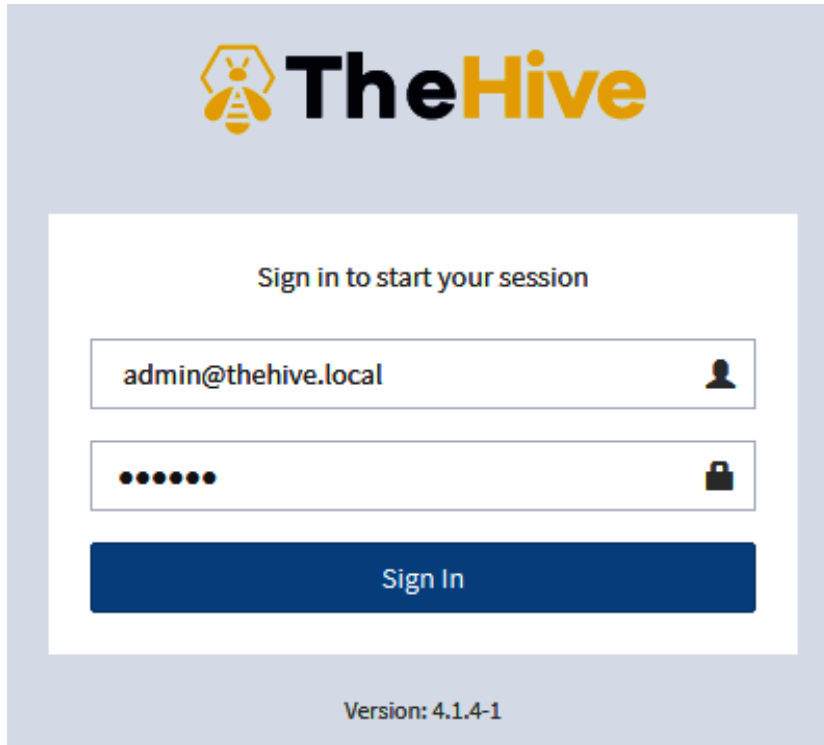 TheHive
Sign in to start your session
admin@thehive.local
••••••
Sign In
Version: 4.1.4-1